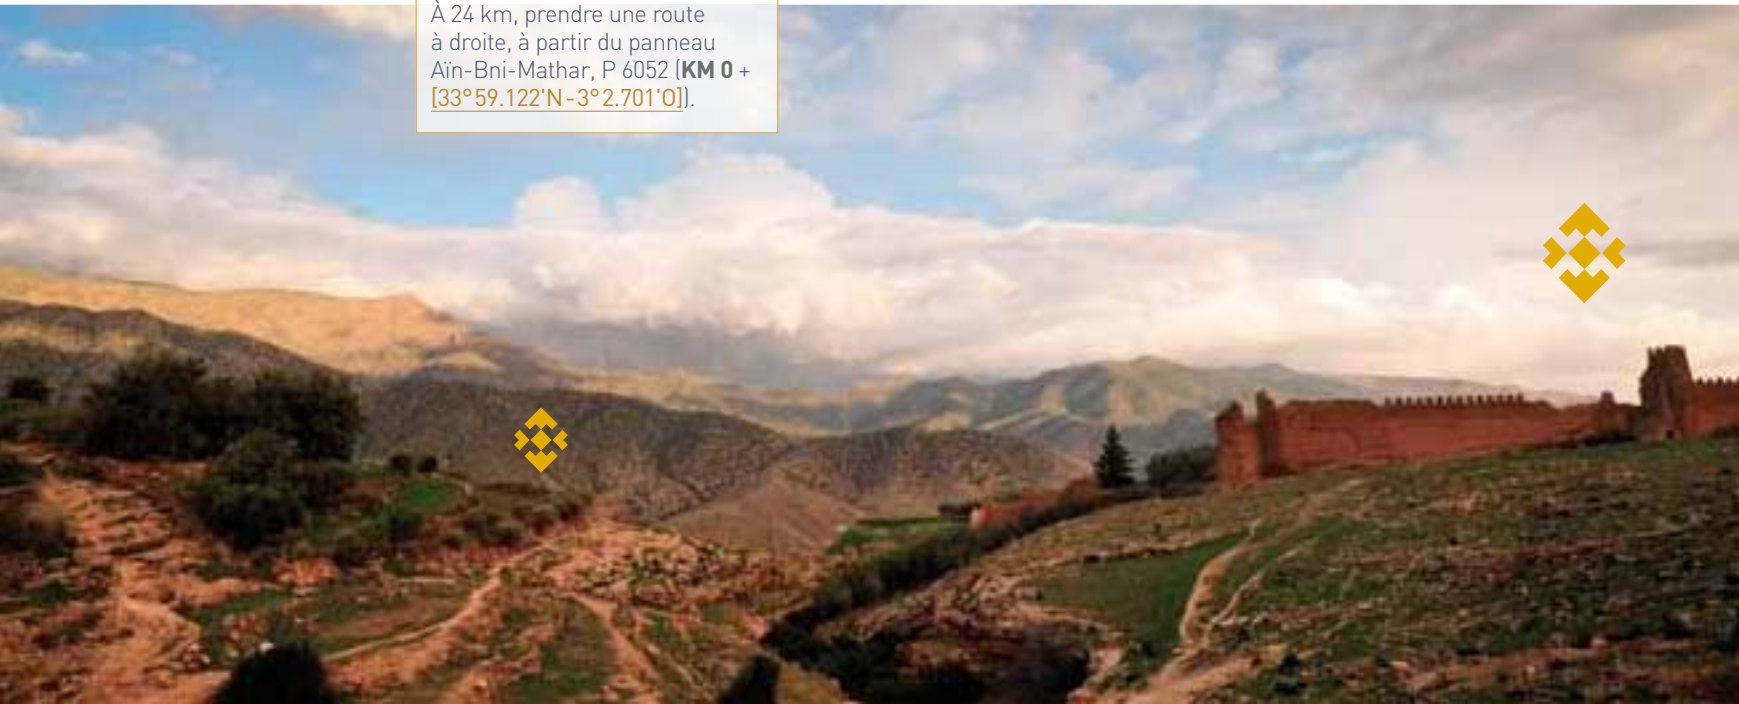 À 24 km, prendre une route
à droite, à partir du panneau
Aïn-Bni-Mathar, P 6052 (KM 0 +
[33°59.122'N-3°2.701'O]).